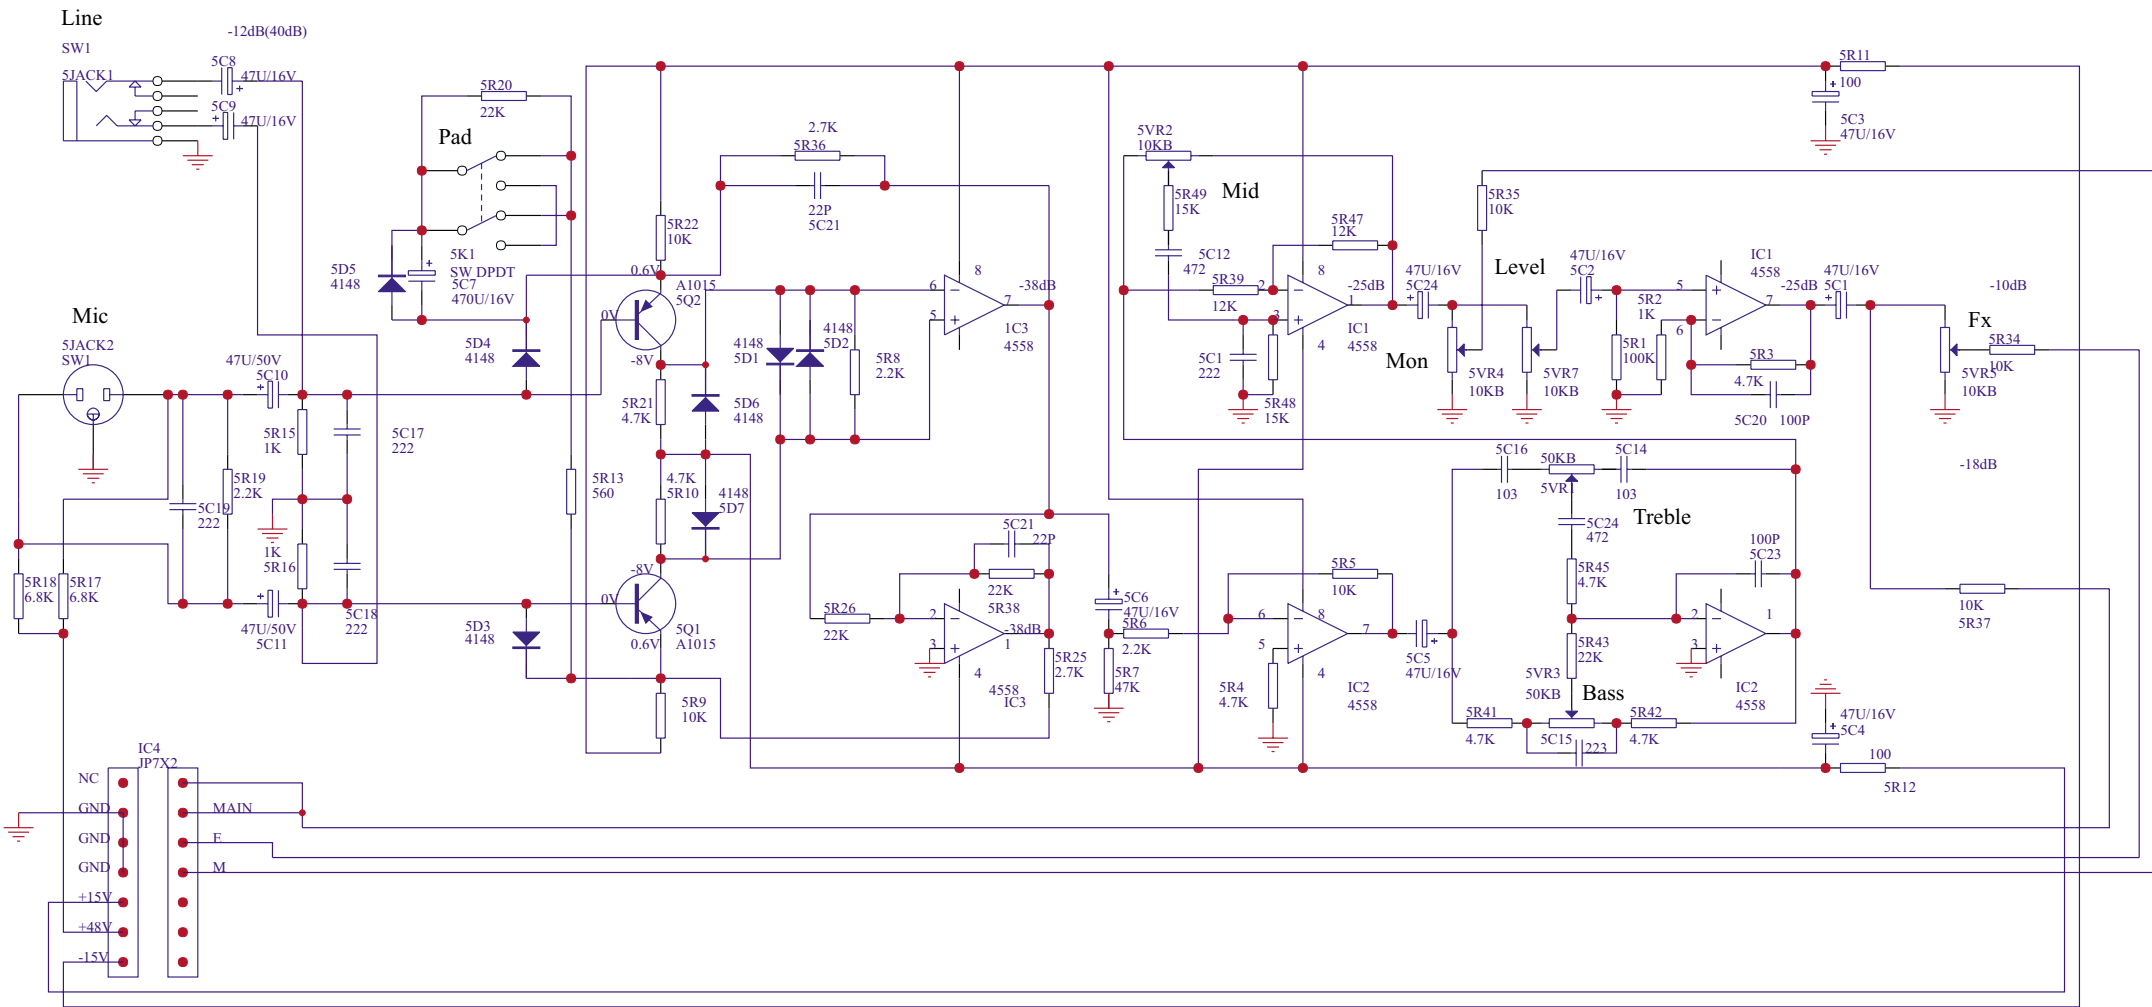 Line
-12dB(40dB)
SW1
5C8
5JACK1
47U/16V
5C9
47U/16V
5R20
22K
Pad
5K1
SW DPDT
5C7
470U/16V
5D5
4148
2.7K
5R36
22P
5C21
5R22
10K
0.6V
A1015
5Q2
0V
-8V
5D4
4148
Mic
5JACK2
SW1
47U/50V
5C10
5R15
1K
5C17
222
5R19
2.2K
5C19
222
1K
5R16
5C18
222
47U/50V
5C11
5R18
6.8K
5R17
6.8K
5D3
4148
5R13
560
5R21
4.7K
5D6
4148
4.7K
5R10
4148
5D7
-8V
0V
5Q1
0.6V
A1015
5R9
10K
4148
5D1
4148
5D2
5R8
2.2K
8
6
5
7
-38dB
1C3
4558
5R26
22K
5C21
22P
22K
5R38
2
3
-38dB
1
4
4558
IC3
5R25
2.7K
5C6
47U/16V
5R6
2.2K
5R7
47K
5VR2
10KB
5R49
15K
Mid
5C12
472
5R39
12K
5R47
12K
2
3
8
-25dB
1
IC1
4
4558
5C1
222
5R48
15K
47U/16V
5C24
Mon
5R35
10K
5VR4
10KB
Level
5VR7
10KB
47U/16V
5C2
5R2
1K
5R1
100K
IC1
4558
5
6
7
-25dB
47U/16V
5C1
5R3
4.7K
5C20
100P
5R11
100
5C3
47U/16V
-10dB
Fx
5R34
10K
5VR5
10KB
-18dB
5R5
10K
6
5
8
7
4
5R4
4.7K
IC2
4558
5C5
47U/16V
5C16
103
50KB
5VR1
5C14
103
Treble
5C24
472
5R45
4.7K
5R43
22K
5VR3
50KB
Bass
5R41
4.7K
5C15
223
5R42
4.7K
100P
5C23
2
3
1
IC2
4558
10K
5R37
47U/16V
5C4
100
5R12
IC4
JP7X2
NC
GND
MAIN
GND
E
GND
M
+15V
+48V
-15V